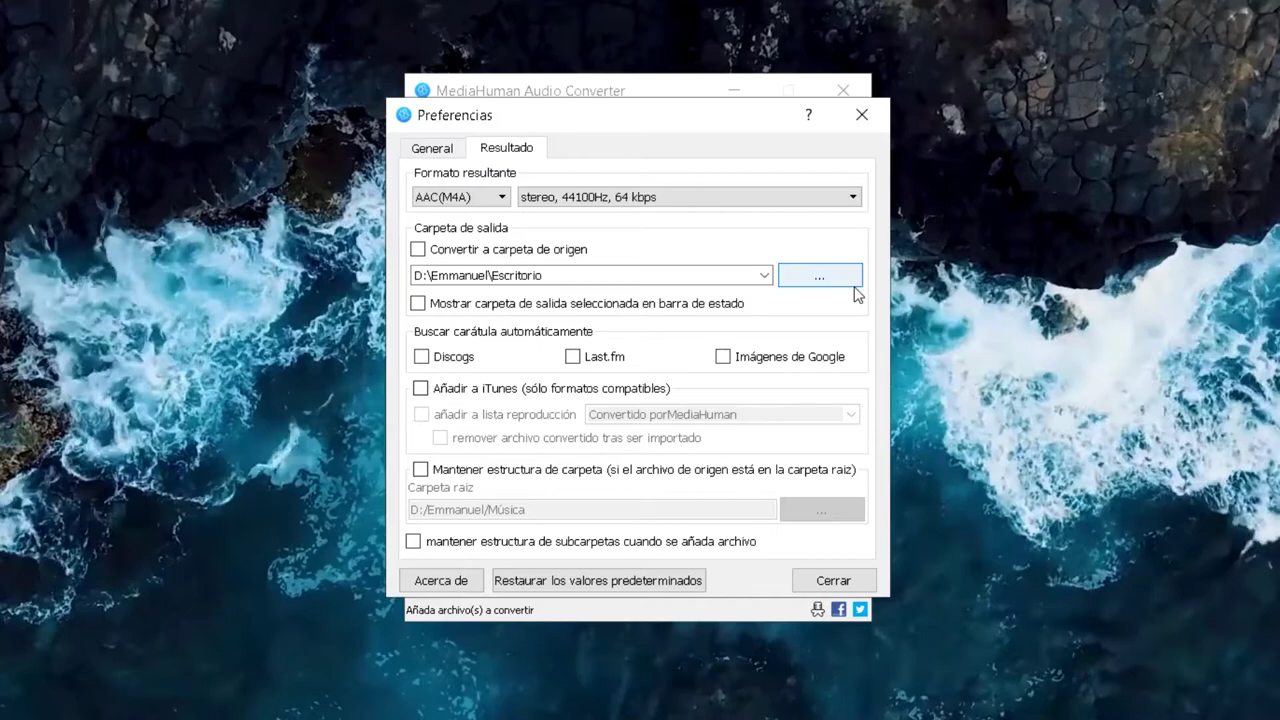 MediaHuman Audio Converter
Preferencias
?
General
Resultado
Formato resultante
AAC(M4A)
stereo, 44100Hz, 64 kbps
Carpeta de salida
Convertir a carpeta de origen
D:\Emmanuel\Escritorio
...
Mostrar carpeta de salida seleccionada en barra de estado
Buscar carátula automáticamente
Discogs
Last.fm
Imágenes de Google
Añadir a iTunes (sólo formatos compatibles)
añadir a lista reproducción
Convertido porMediaHuman
remover archivo convertido tras ser importado
Mantener estructura de carpeta (si el archivo de origen está en la carpeta raiz)
Carpeta raiz
D:/Emmanuel/Música
...
mantener estructura de subcarpetas cuando se añada archivo
Acerca de
Restaurar los valores predeterminados
Cerrar
Añada archivo(s) a convertir